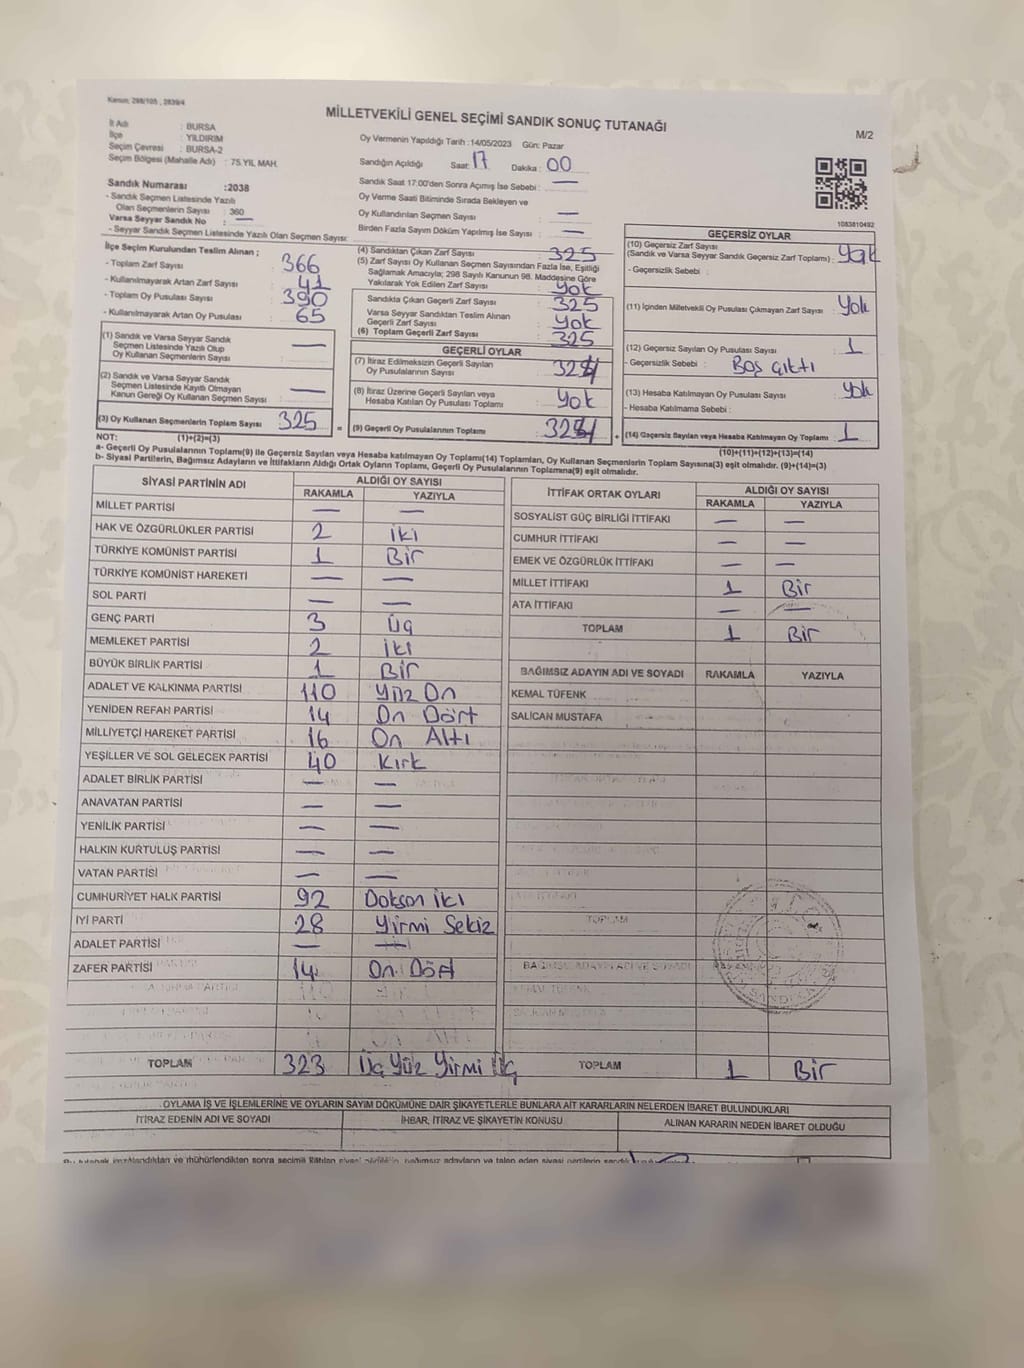 Kanun; 298/105 , 2839/4
MİLLETVEKİLİ GENEL SEÇİMİ SANDIK SONUÇ TUTANAĞI
M/2
İl Adı : BURSA
İlçe : YILDIRIM
Seçim Çevresi : BURSA-2
Seçim Bölgesi (Mahalle Adı) : 75.YIL MAH.
Sandık Numarası :2038
- Sandık Seçmen Listesinde Yazılı
Olan Seçmenlerin Sayısı : 360
Varsa Seyyar Sandık No : —
- Seyyar Sandık Seçmen Listesinde Yazılı Olan Seçmen Sayısı:
Oy Vermenin Yapıldığı Tarih :14/05/2023 Gün: Pazar
Sandığın Açıldığı Saat: 17 Dakika : 00
Sandık Saat 17:00'den Sonra Açımış İse Sebebi : —
Oy Verme Saati Bitiminde Sırada Bekleyen ve
Oy Kullandırılan Seçmen Sayısı : —
Birden Fazla Sayım Döküm Yapılmış İse Sayısı : —
1083810492
İlçe Seçim Kurulundan Teslim Alınan ;
- Toplam Zarf Sayısı : 366
- Kullanılmayarak Artan Zarf Sayısı : 41
- Toplam Oy Pusulası Sayısı : 390
- Kullanılmayarak Artan Oy Pusulası : 65
(1) Sandık ve Varsa Seyyar Sandık
Seçmen Listesinde Yazılı Olup
Oy Kullanan Seçmenlerin Sayısı : —
(2) Sandık ve Varsa Seyyar Sandık
Seçmen Listesinde Kayıtlı Olmayan
Kanun Gereği Oy Kullanan Seçmen Sayısı : —
(3) Oy Kullanan Seçmenlerin Toplam Sayısı : 325
(4) Sandıktan Çıkan Zarf Sayısı : 325
(5) Zarf Sayısı Oy Kullanan Seçmen Sayısından Fazla İse, Eşitliği
Sağlamak Amacıyla; 298 Sayılı Kanunun 98. Maddesine Göre
Yakılarak Yok Edilen Zarf Sayısı : Yok
Sandıkla Çıkan Geçerli Zarf Sayısı : 325
Varsa Seyyar Sandıktan Teslim Alınan
Geçerli Zarf Sayısı : Yok
(6) Toplam Geçerli Zarf Sayısı : 325
GEÇERLİ OYLAR
(7) İtiraz Edilmeksizin Geçerli Sayılan
Oy Pusulalarının Sayısı : 324
(8) İtiraz Üzerine Geçerli Sayılan veya
Hesaba Katılan Oy Pusulası Toplamı : Yok
= (9) Geçerli Oy Pusulalarının Toplamı : 324
GEÇERSİZ OYLAR
(10) Geçersiz Zarf Sayısı
(Sandık ve Varsa Seyyar Sandık Geçersiz Zarf Toplamı) : Yok
- Geçersizlik Sebebi :
(11) İçinden Milletvekili Oy Pusulası Çıkmayan Zarf Sayısı : Yok
(12) Geçersiz Sayılan Oy Pusulası Sayısı : 1
- Geçersizlik Sebebi : Boş çıktı
(13) Hesaba Katılmayan Oy Pusulası Sayısı : Yok
- Hesaba Katılmama Sebebi :
+ (14) Geçersiz Sayılan veya Hesaba Katılmayan Oy Toplamı : 1
NOT: (1)+(2)=(3)
(10)+(11)+(12)+(13)=(14)
a- Geçerli Oy Pusulalarının Toplamı(9) ile Geçersiz Sayılan veya Hesaba Katılmayan Oy Toplamı(14) Toplamları, Oy Kullanan Seçmenlerin Toplam Sayısına(3) eşit olmalıdır. (9)+(14)=(3)
b- Siyasi Partilerin, Bağımsız Adayların ve İttifakların Aldığı Ortak Oyların Toplamı, Geçerli Oy Pusulalarının Toplamına(9) eşit olmalıdır.
SİYASİ PARTİNİN ADI ALDIĞI OY SAYISI
RAKAMLA YAZIYLA
MİLLET PARTİSİ — —
HAK VE ÖZGÜRLÜKLER PARTİSİ 2 iki
TÜRKİYE KOMÜNİST PARTİSİ 1 Bir
TÜRKİYE KOMÜNİST HAREKETİ — —
SOL PARTİ — —
GENÇ PARTİ 3 Üç
MEMLEKET PARTİSİ 2 iki
BÜYÜK BİRLİK PARTİSİ 1 Bir
ADALET VE KALKINMA PARTİSİ 110 Yüz On
YENİDEN REFAH PARTİSİ 14 On Dört
MİLLİYETÇİ HAREKET PARTİSİ 16 On Altı
YEŞİLLER VE SOL GELECEK PARTİSİ 40 Kırk
ADALET BİRLİK PARTİSİ — —
ANAVATAN PARTİSİ — —
YENİLİK PARTİSİ — —
HALKIN KURTULUŞ PARTİSİ — —
VATAN PARTİSİ — —
CUMHURİYET HALK PARTİSİ 92 Doksan iki
İYİ PARTİ 28 Yirmi Sekiz
ADALET PARTİSİ — —
ZAFER PARTİSİ 14 On Dört
TOPLAM 323 Üç Yüz Yirmi Üç
İTTİFAK ORTAK OYLARI ALDIĞI OY SAYISI
RAKAMLA YAZIYLA
SOSYALİST GÜÇ BİRLİĞİ İTTİFAKI — —
CUMHUR İTTİFAKI — —
EMEK VE ÖZGÜRLÜK İTTİFAKI — —
MİLLET İTTİFAKI 1 Bir
ATA İTTİFAKI — —
TOPLAM 1 Bir
BAĞIMSIZ ADAYIN ADI VE SOYADI RAKAMLA YAZIYLA
KEMAL TÜFENK
SALİCAN MUSTAFA
TOPLAM 1 Bir
OYLAMA İŞ VE İŞLEMLERİNE VE OYLARIN SAYIM DÖKÜMÜNE DAİR ŞİKAYETLERLE BUNLARA AİT KARARLARIN NELERDEN İBARET BULUNDUKLARI
İTİRAZ EDENİN ADI VE SOYADI İHBAR, İTİRAZ VE ŞİKAYETİN KONUSU ALINAN KARARIN NEDEN İBARET OLDUĞU